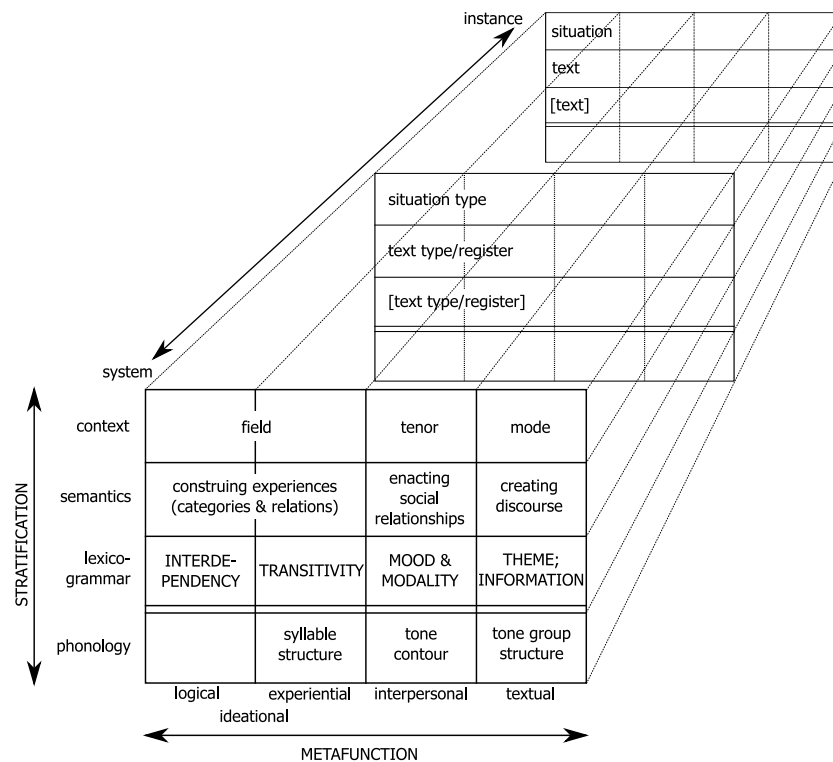 instance
situation
text
[text]
situation type
text type/register
[text type/register]
system
context
field
tenor
mode
semantics
construing experiences
(categories & relations)
enacting
social
relationships
creating
discourse
lexico-
grammar
INTERDE-
PENDENCY
TRANSITIVITY
MOOD &
MODALITY
THEME;
INFORMATION
phonology
syllable
structure
tone
contour
tone group
structure
logical
experiential
interpersonal
textual
ideational
METAFUNCTION
STRATIFICATION